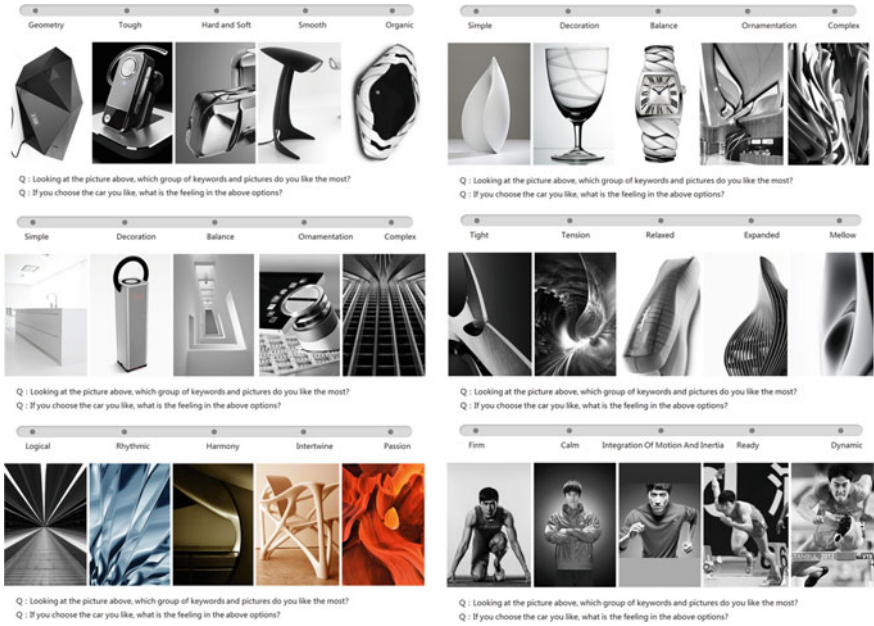 Geometry Tough Hard and Soft Smooth Organic
Q : Looking at the picture above, which group of keywords and pictures do you like the most?
Q : If you choose the car you like, what is the feeling in the above options?
Simple Decoration Balance Ornamentation Complex
Q : Looking at the picture above, which group of keywords and pictures do you like the most?
Q : If you choose the car you like, what is the feeling in the above options?
Simple Decoration Balance Ornamentation Complex
Q : Looking at the picture above, which group of keywords and pictures do you like the most?
Q : If you choose the car you like, what is the feeling in the above options?
Tight Tension Relaxed Expanded Mellow
Q : Looking at the picture above, which group of keywords and pictures do you like the most?
Q : If you choose the car you like, what is the feeling in the above options?
Logical Rhythmic Harmony Intertwine Passion
Q : Looking at the picture above, which group of keywords and pictures do you like the most?
Q : If you choose the car you like, what is the feeling in the above options?
Firm Calm Integration Of Motion And Inertia Ready Dynamic
Q : Looking at the picture above, which group of keywords and pictures do you like the most?
Q : If you choose the car you like, what is the feeling in the above options?